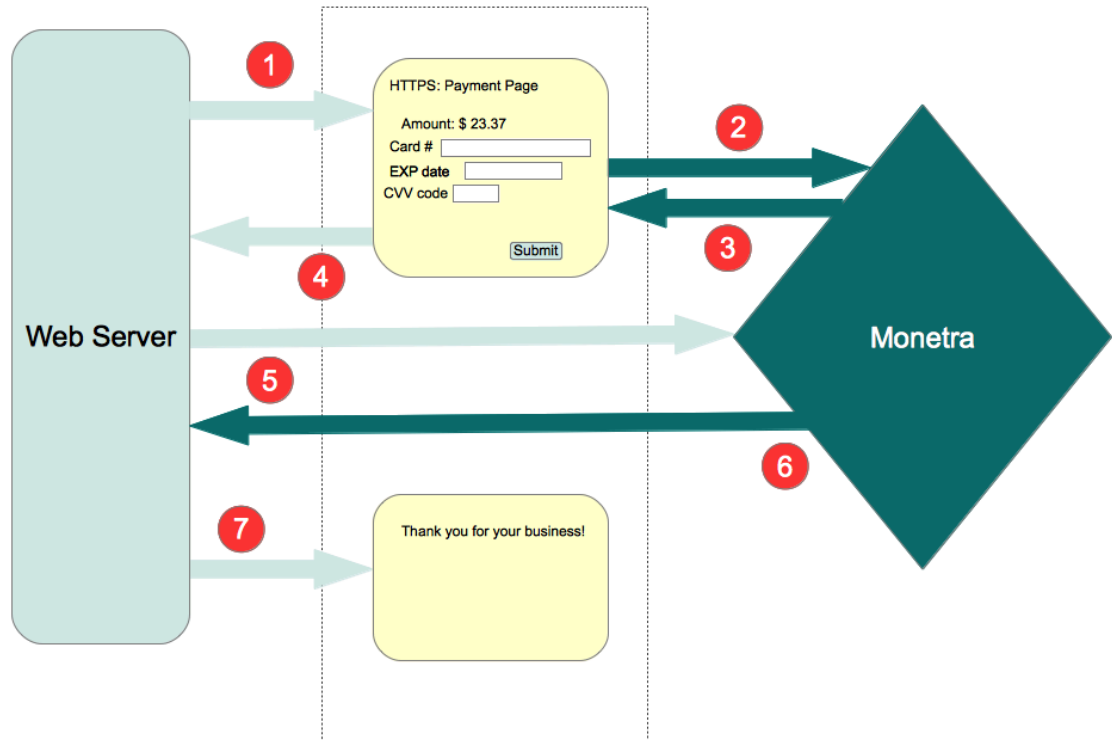 1
HTTPS: Payment Page
Amount: $ 23.37
Card #
EXP date
CVV code
Submit
2
3
4
Web Server
Monetra
5
6
7
Thank you for your business!